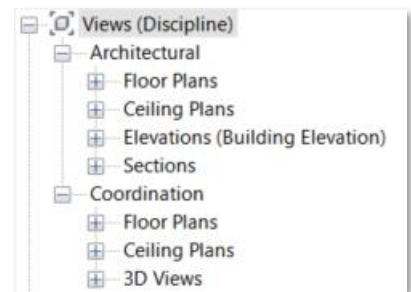 Views (Discipline)
Architectural
Floor Plans
Ceiling Plans
Elevations (Building Elevation)
Sections
Coordination
Floor Plans
Ceiling Plans
3D Views